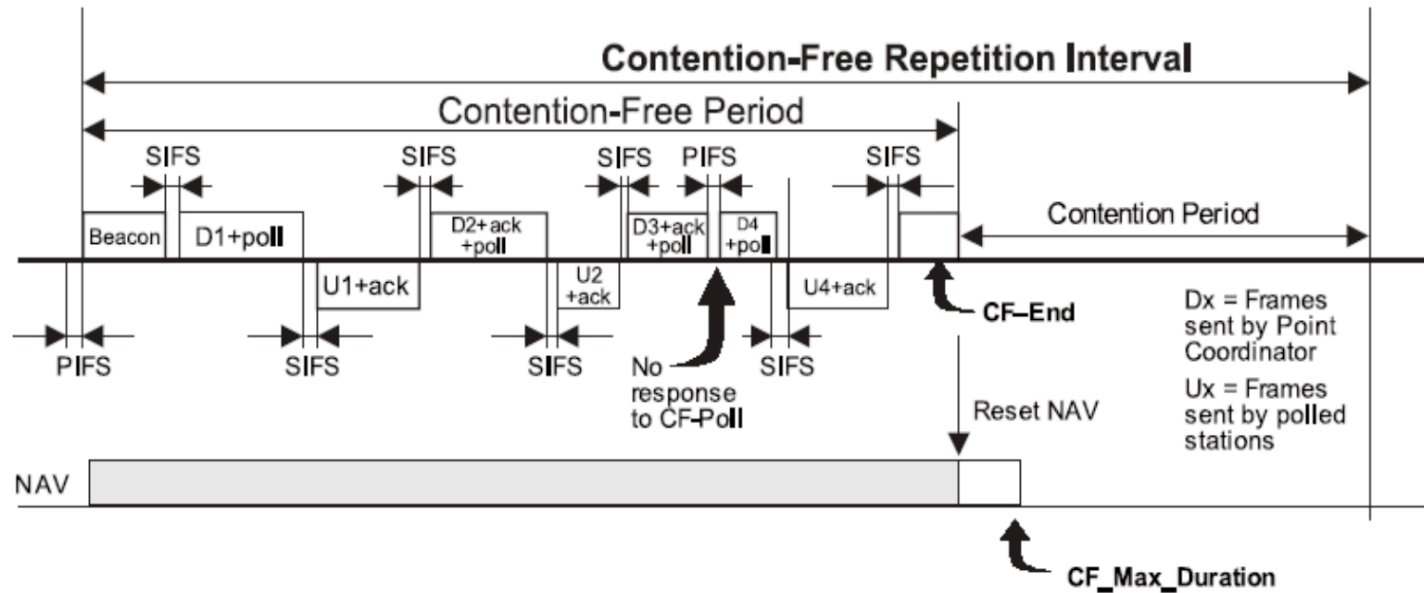 Contention-Free Repetition Interval
Contention-Free Period
SIFS
SIFS
SIFS
PIFS
SIFS
Contention Period
Beacon
D1+poll
D2+ack
+poll
D3+ack
+poll
D4
+poll
U1+ack
U2
+ack
U4+ack
PIFS
SIFS
SIFS
SIFS
No
response
to CF-Poll
CF–End
Reset NAV
Dx = Frames
sent by Point
Coordinator
Ux = Frames
sent by polled
stations
NAV
CF_Max_Duration